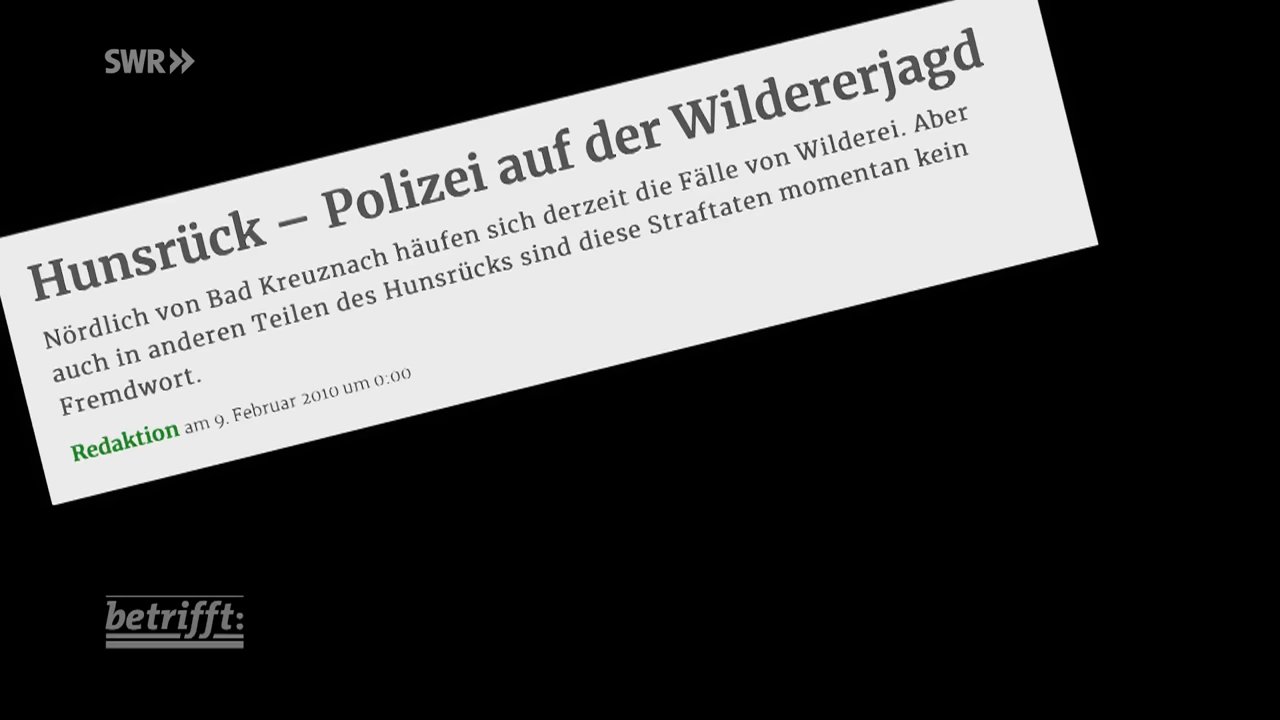 SWR
Hunsrück – Polizei auf der Wildererjagd
Nördlich von Bad Kreuznach häufen sich derzeit die Fälle von Wilderei. Aber
auch in anderen Teilen des Hunsrücks sind diese Straftaten momentan kein
Fremdwort.
Redaktion am 9. Februar 2010 um 0:00
betrifft: